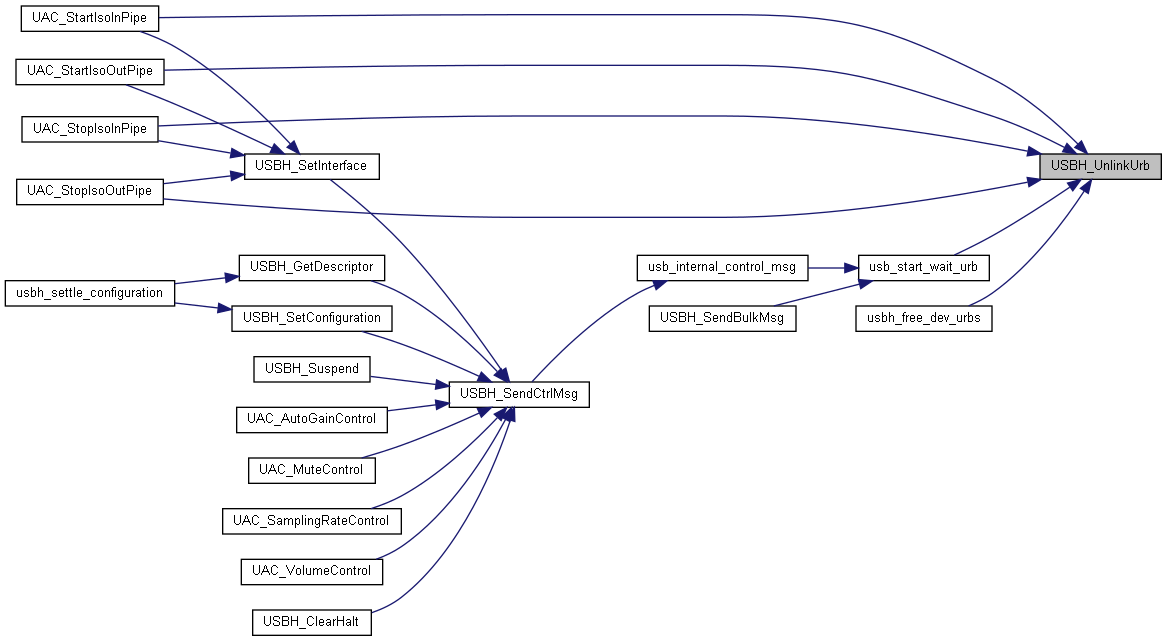 UAC_StartIsoInPipe
UAC_StartIsoOutPipe
UAC_StopIsoInPipe
USBH_SetInterface
USBH_UnlinkUrb
UAC_StopIsoOutPipe
USBH_GetDescriptor
usb_internal_control_msg
usb_start_wait_urb
usbh_settle_configuration
USBH_SetConfiguration
USBH_SendBulkMsg
usbh_free_dev_urbs
USBH_Suspend
USBH_SendCtrlMsg
UAC_AutoGainControl
UAC_MuteControl
UAC_SamplingRateControl
UAC_VolumeControl
USBH_ClearHalt